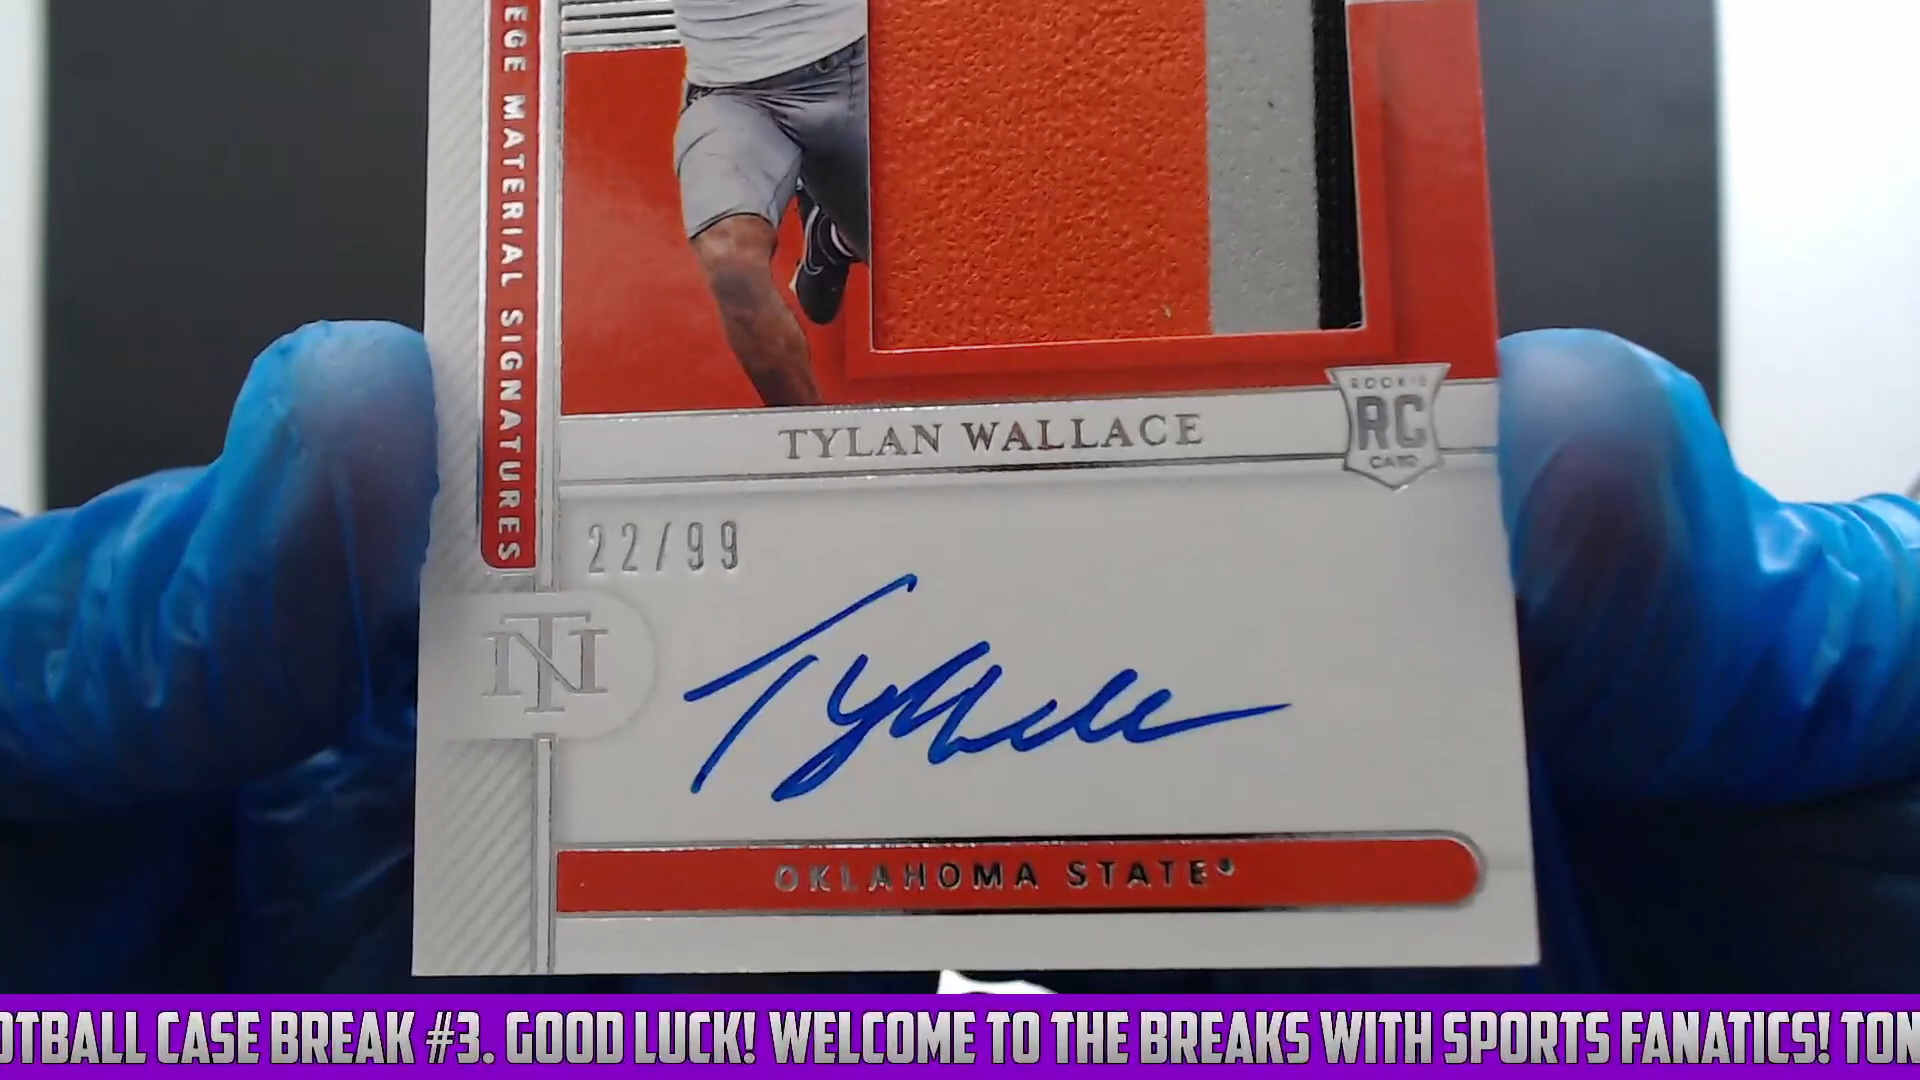 EGE MATERIAL SIGNATURES
TYLAN WALLACE
ROOKIE
RC
CARD
22/99
NT
OKLAHOMA STATE
OTBALL CASE BREAK #3. GOOD LUCK! WELCOME TO THE BREAKS WITH SPORTS FANATICS! TON